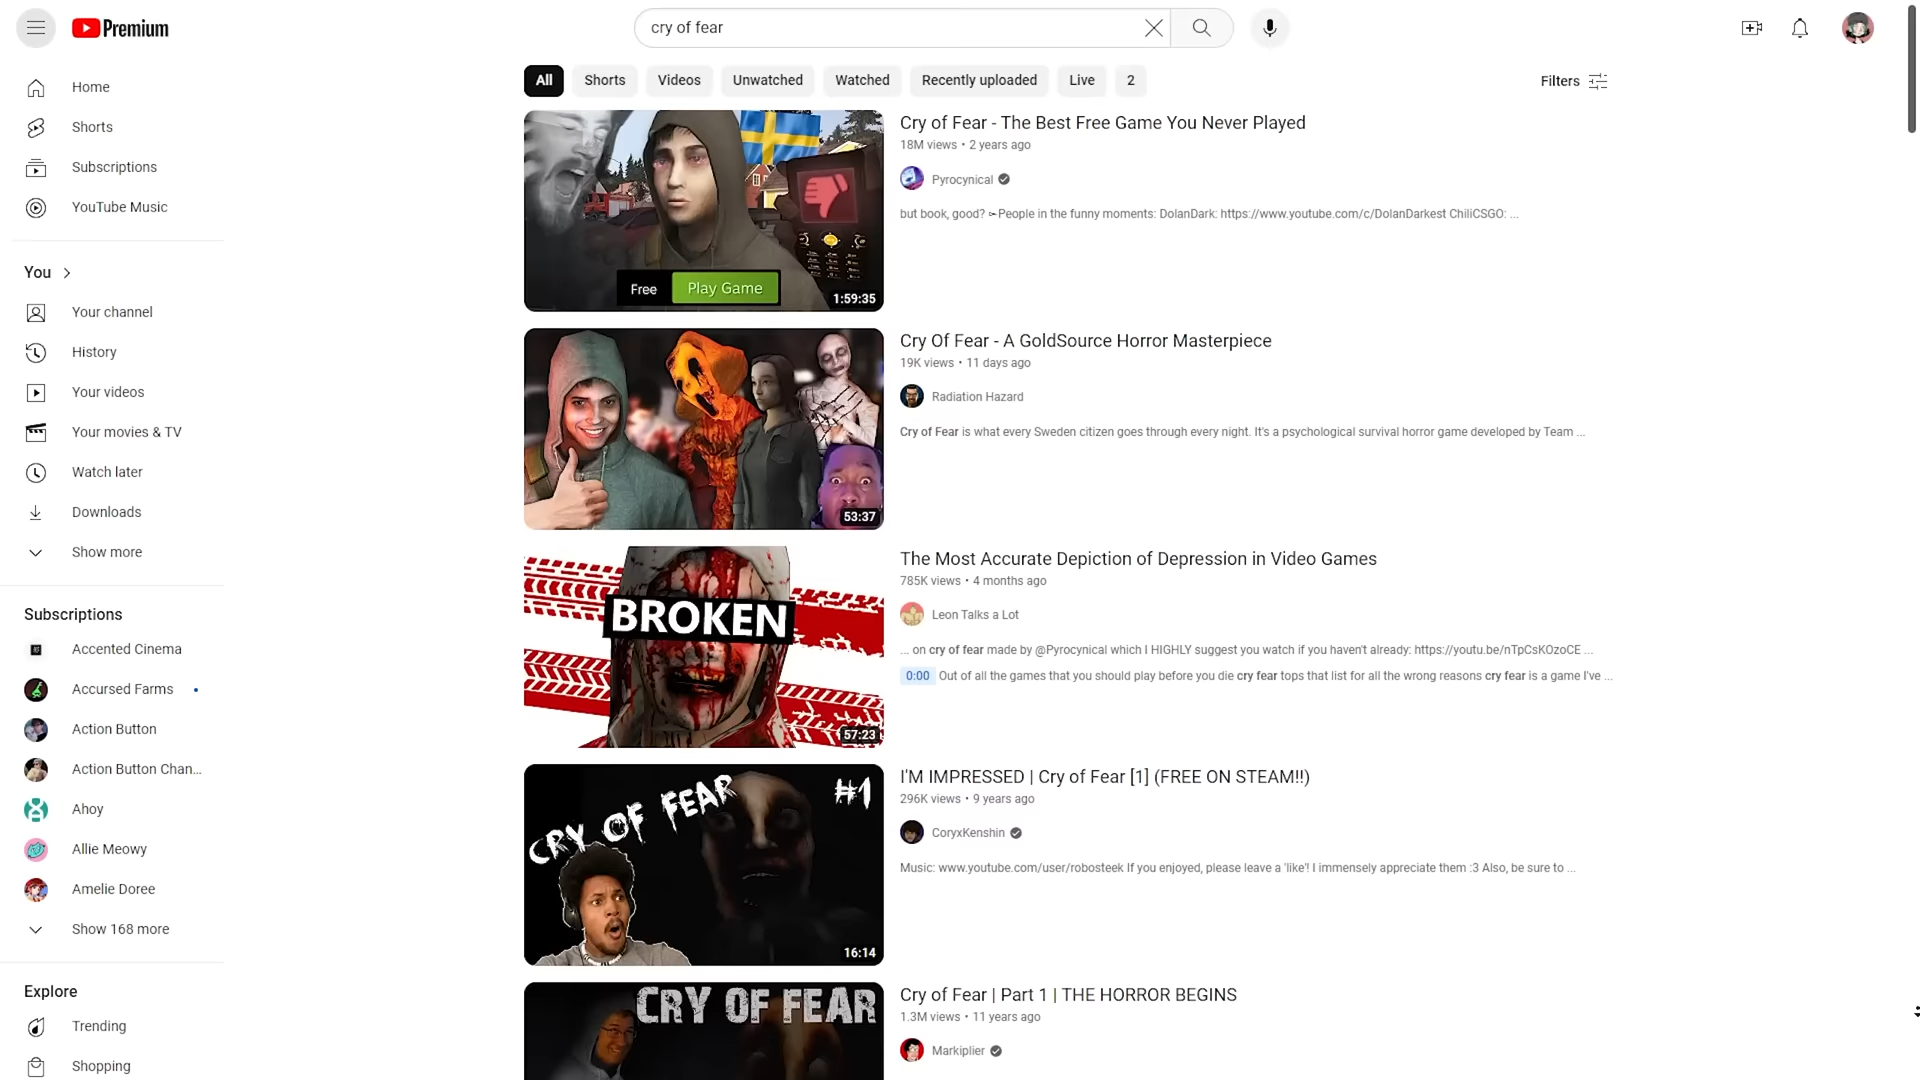 Premium
cry of fear
Home
Shorts
Subscriptions
YouTube Music
You
Your channel
History
Your videos
Your movies & TV
Watch later
Downloads
Show more
Subscriptions
Accented Cinema
Accursed Farms
Action Button
Action Button Chan...
Ahoy
Allie Meowy
Amelie Doree
Show 168 more
Explore
Trending
Shopping
All
Shorts
Videos
Unwatched
Watched
Recently uploaded
Live
2
Filters
Free
Play Game
1:59:35
Cry of Fear - The Best Free Game You Never Played
18M views • 2 years ago
Pyrocynical
but book, good? ➳People in the funny moments: DolanDark: https://www.youtube.com/c/DolanDarkest ChiliCSGO: ...
53:37
Cry Of Fear - A GoldSource Horror Masterpiece
19K views • 11 days ago
Radiation Hazard
Cry of Fear is what every Sweden citizen goes through every night. It's a psychological survival horror game developed by Team ...
BROKEN
57:23
The Most Accurate Depiction of Depression in Video Games
785K views • 4 months ago
Leon Talks a Lot
... on cry of fear made by @Pyrocynical which I HIGHLY suggest you watch if you haven't already: https://youtu.be/nTpCsKOzoCE ...
0:00 Out of all the games that you should play before you die cry fear tops that list for all the wrong reasons cry fear is a game I've ...
CRY OF FEAR
#1
16:14
I'M IMPRESSED | Cry of Fear [1] (FREE ON STEAM!!)
296K views • 9 years ago
CoryxKenshin
Music: www.youtube.com/user/robosteek If you enjoyed, please leave a 'like'! I immensely appreciate them :3 Also, be sure to ...
CRY OF FEAR
Cry of Fear | Part 1 | THE HORROR BEGINS
1.3M views • 11 years ago
Markiplier